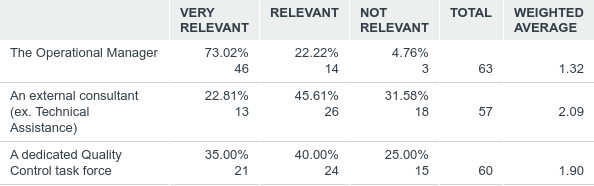 VERY RELEVANT NOT TOTAL WEIGHTED
RELEVANT RELEVANT AVERAGE
The Operational Manager 73.02% 22.22% 4.76%
46 14 3 63 1.32
An external consultant 22.81% 45.61% 31.58%
(ex. Technical 13 26 18 57 2.09
Assistance)
A dedicated Quality 35.00% 40.00% 25.00%
Control task force 21 24 15 60 1.90